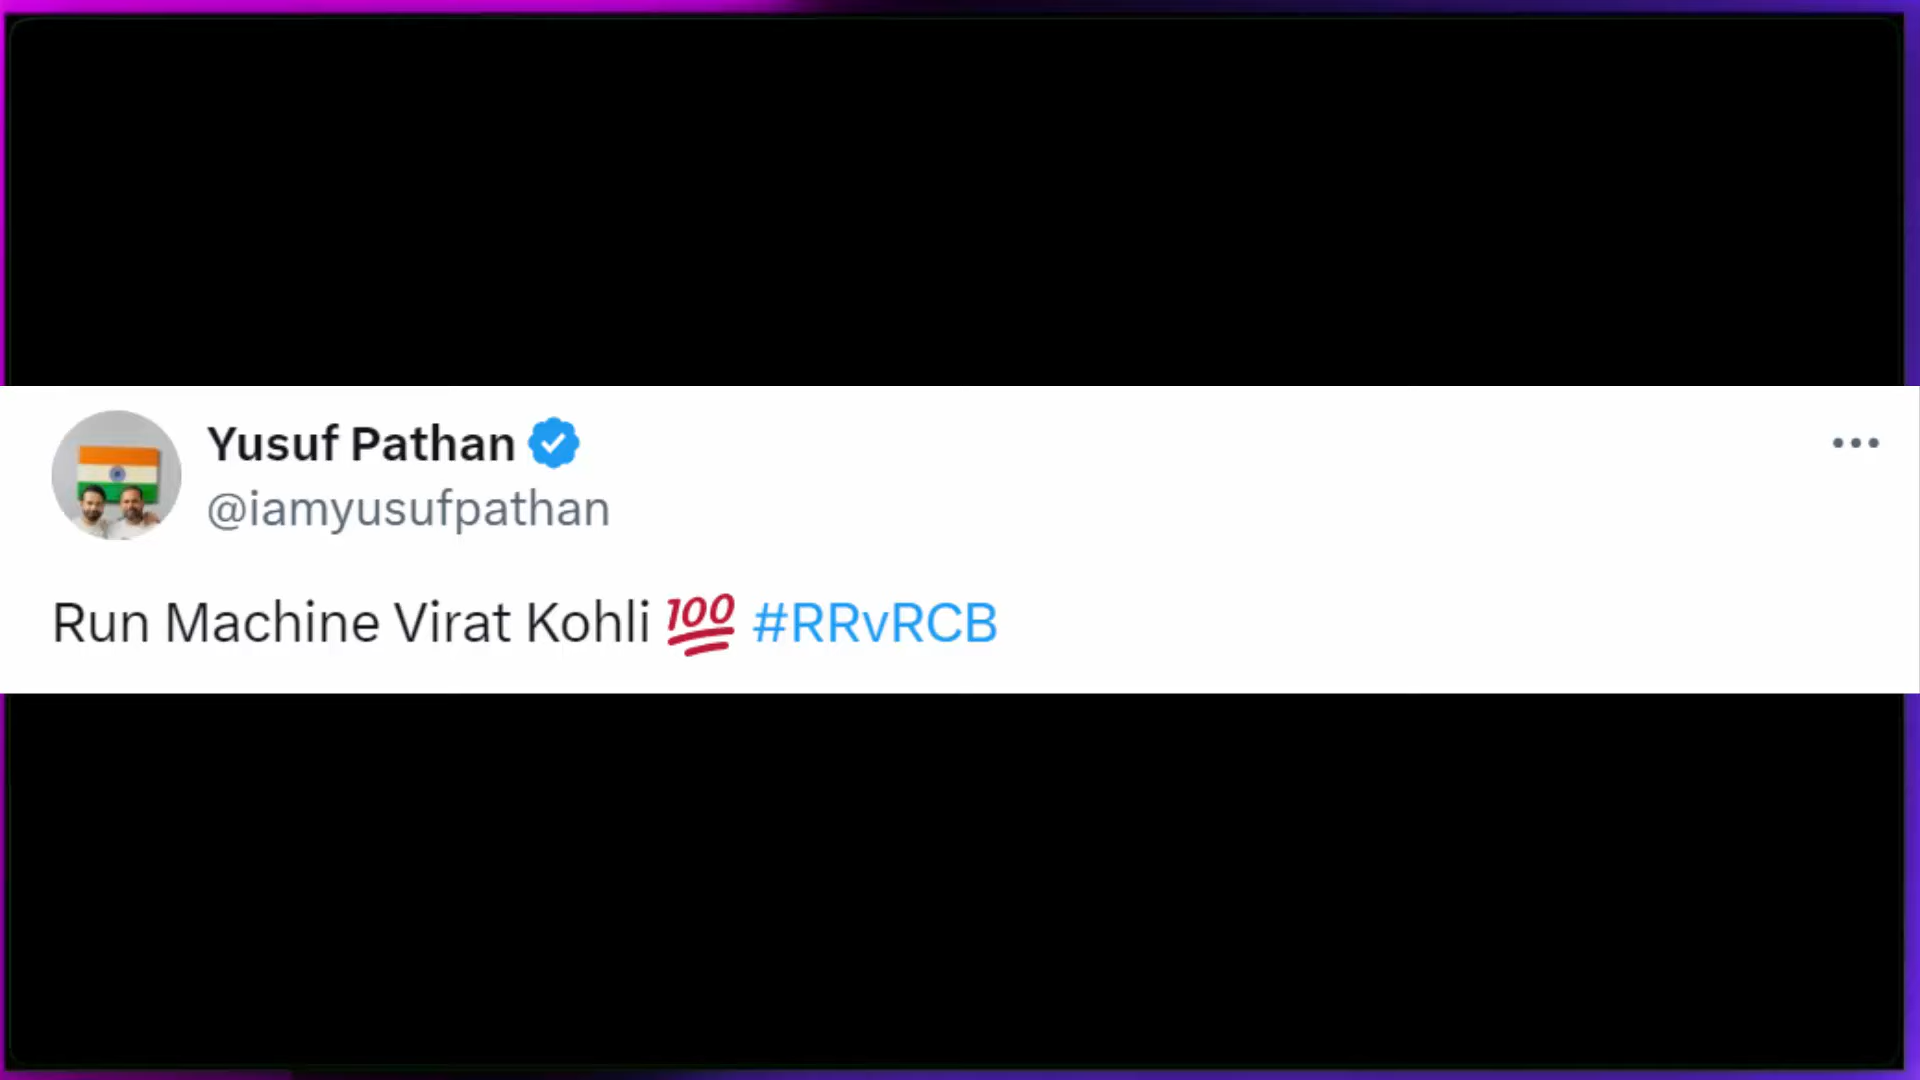 Yusuf Pathan
@iamyusufpathan
Run Machine Virat Kohli 💯 #RRvRCB